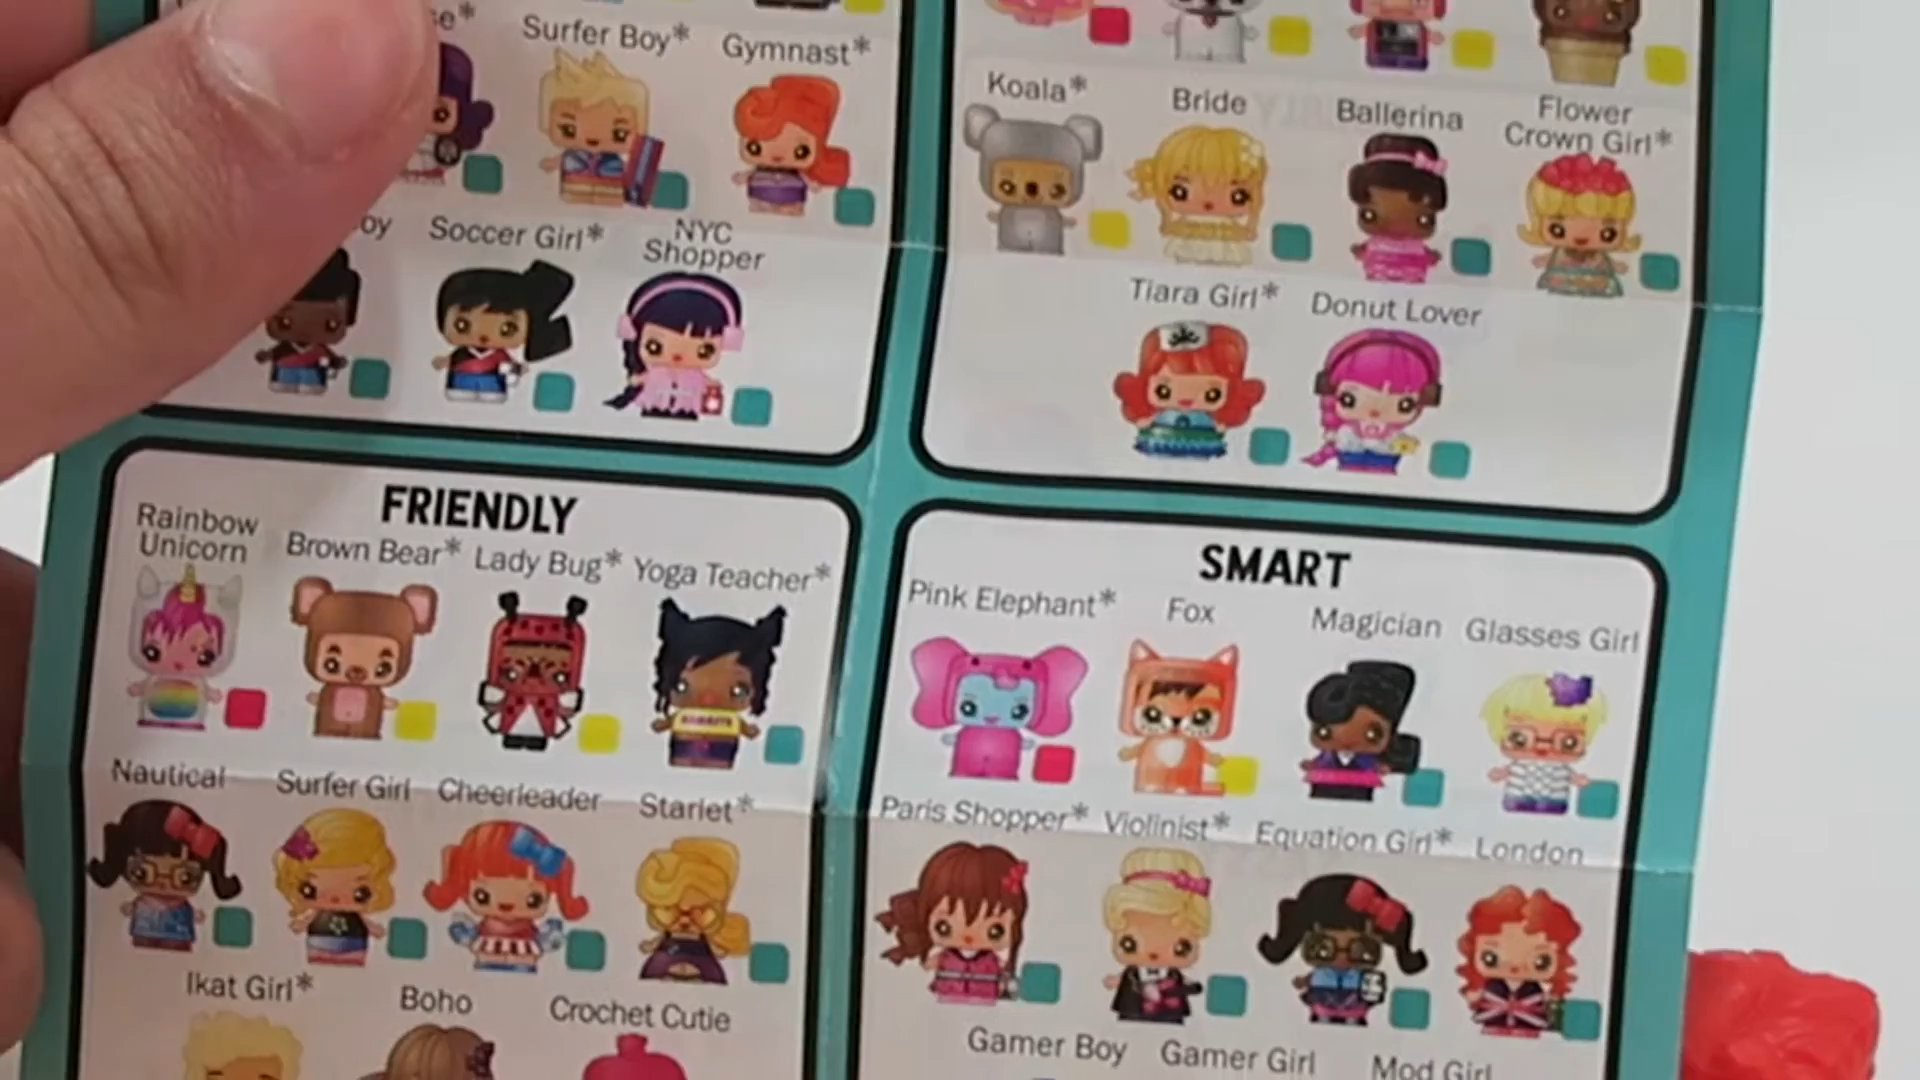 Surfer Boy*
Gymnast*
Soccer Girl*
NYC
Shopper
Koala*
Bride
Ballerina
Flower
Crown Girl*
Tiara Girl*
Donut Lover
FRIENDLY
Rainbow
Unicorn
Brown Bear*
Lady Bug*
Yoga Teacher*
Nautical
Surfer Girl
Cheerleader
Starlet*
Ikat Girl*
Boho
Crochet Cutie
SMART
Pink Elephant*
Fox
Magician
Glasses Girl
Paris Shopper*
Violinist*
Equation Girl*
London
Gamer Boy
Gamer Girl
Mod Girl